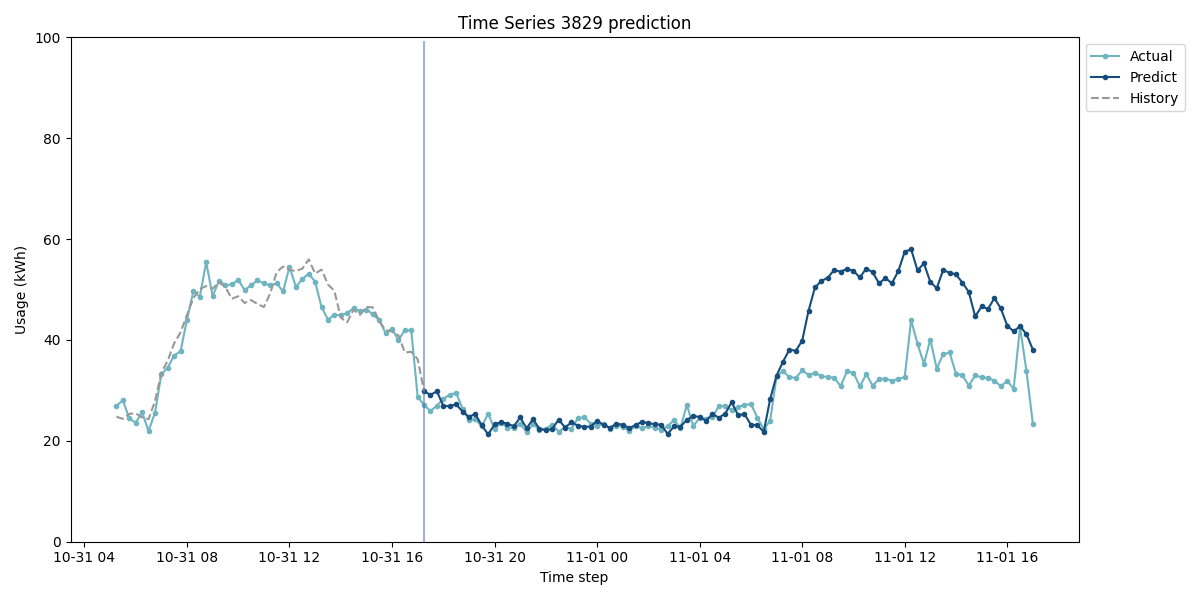 Time Series 3829 prediction
100
80
60
40
20
0
Usage (kWh)
10-31 04
10-31 08
10-31 12
10-31 16
10-31 20
11-01 00
11-01 04
11-01 08
11-01 12
11-01 16
Time step
Actual
Predict
History